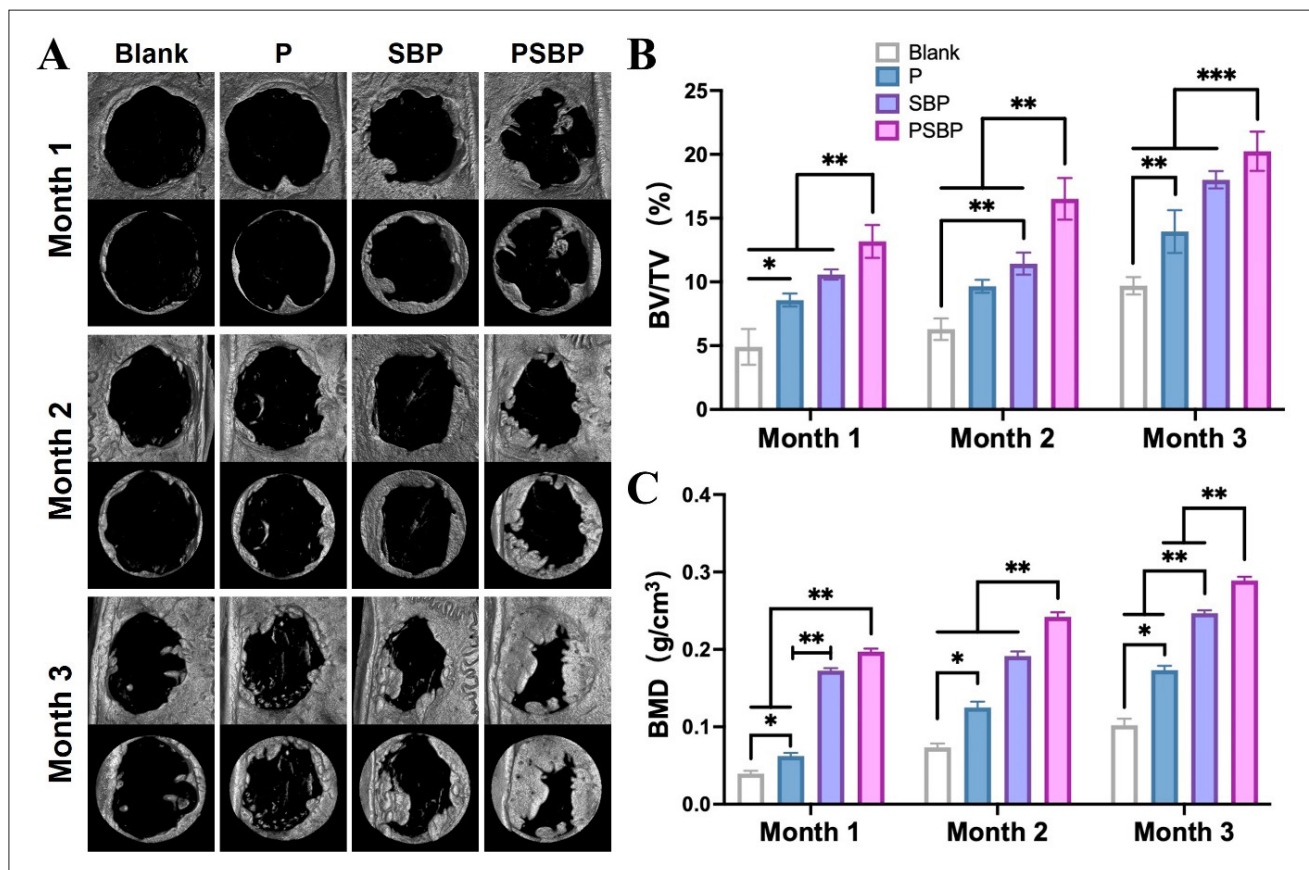 A
Blank P SBP PSBP
Month 1
Month 2
Month 3
B
Blank
P
SBP
PSBP
BV/TV (%)
25
20
15
10
5
0
*
**
**
**
**
***
Month 1 Month 2 Month 3
C
BMD (g/cm³)
0.4
0.3
0.2
0.1
0.0
*
**
**
*
**
*
**
**
Month 1 Month 2 Month 3